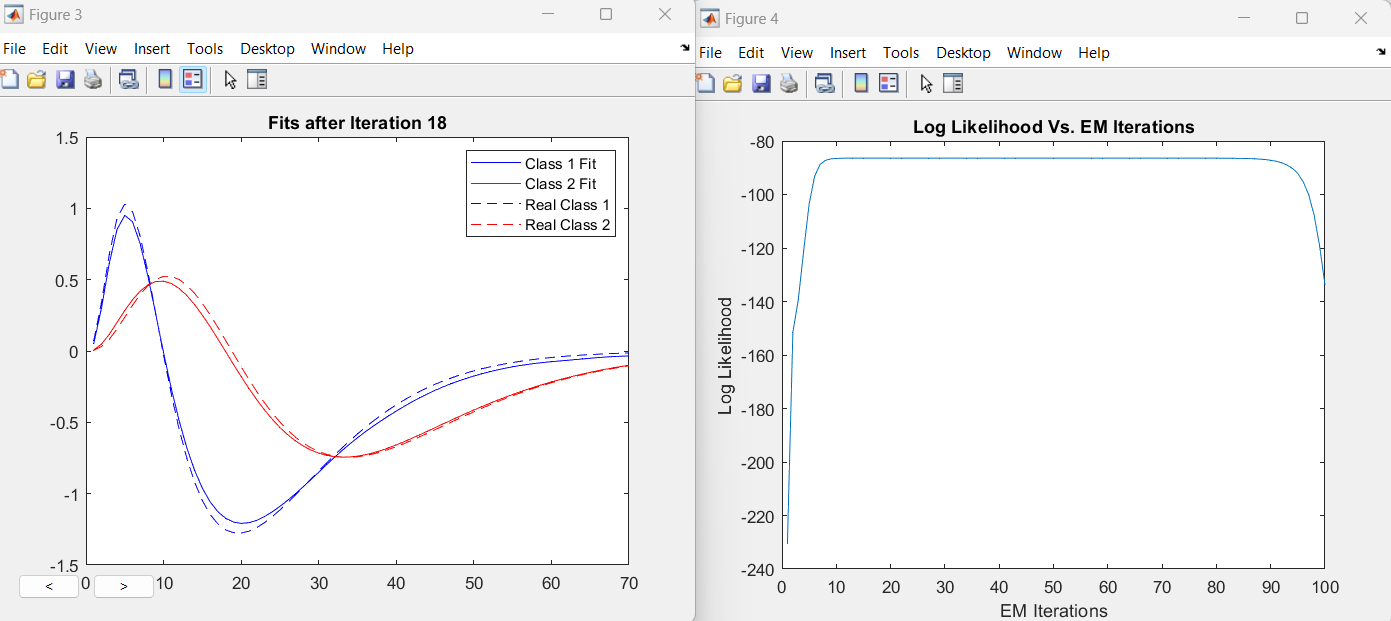 Figure 3
File Edit View Insert Tools Desktop Window Help
Fits after Iteration 18
1.5
1
0.5
0
-0.5
-1
-1.5
0 10 20 30 40 50 60 70
Class 1 Fit
Class 2 Fit
Real Class 1
Real Class 2
< >
Figure 4
File Edit View Insert Tools Desktop Window Help
Log Likelihood Vs. EM Iterations
Log Likelihood
-80
-100
-120
-140
-160
-180
-200
-220
-240
0 10 20 30 40 50 60 70 80 90 100
EM Iterations